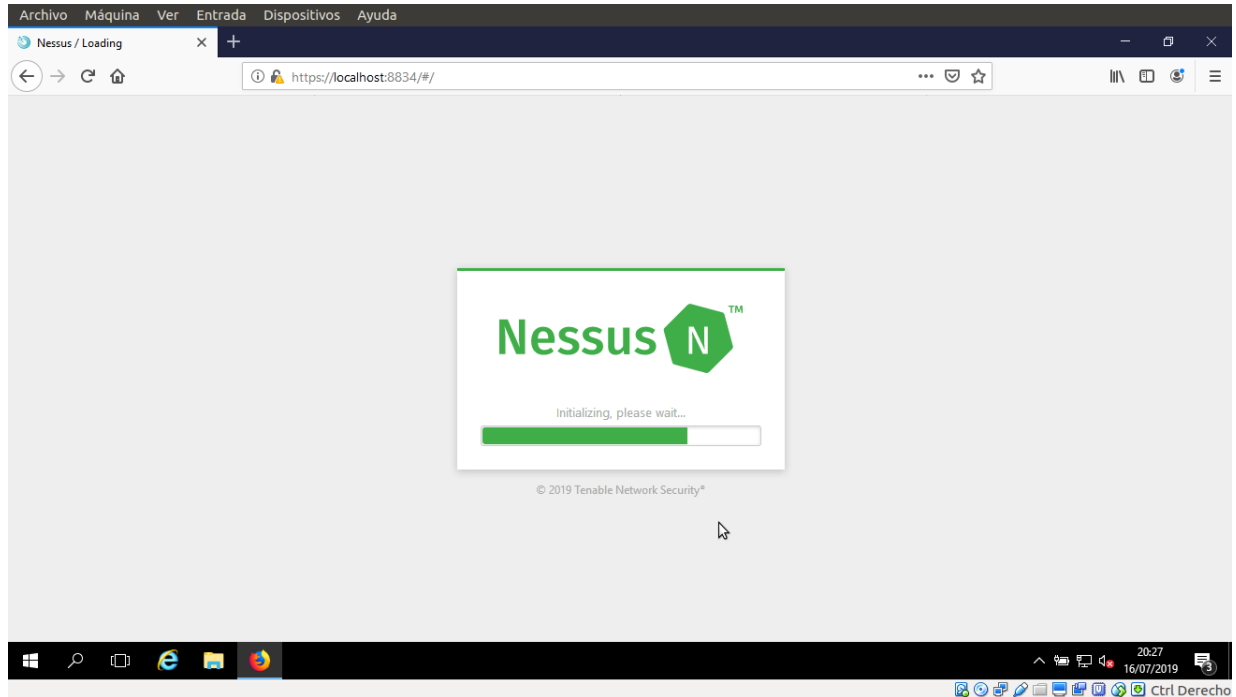 Archivo Máquina Ver Entrada Dispositivos Ayuda
Nessus / Loading
https://localhost:8834/#/
Nessus N ™
Initializing, please wait...
© 2019 Tenable Network Security®
20:27
16/07/2019
3
Ctrl Derecho